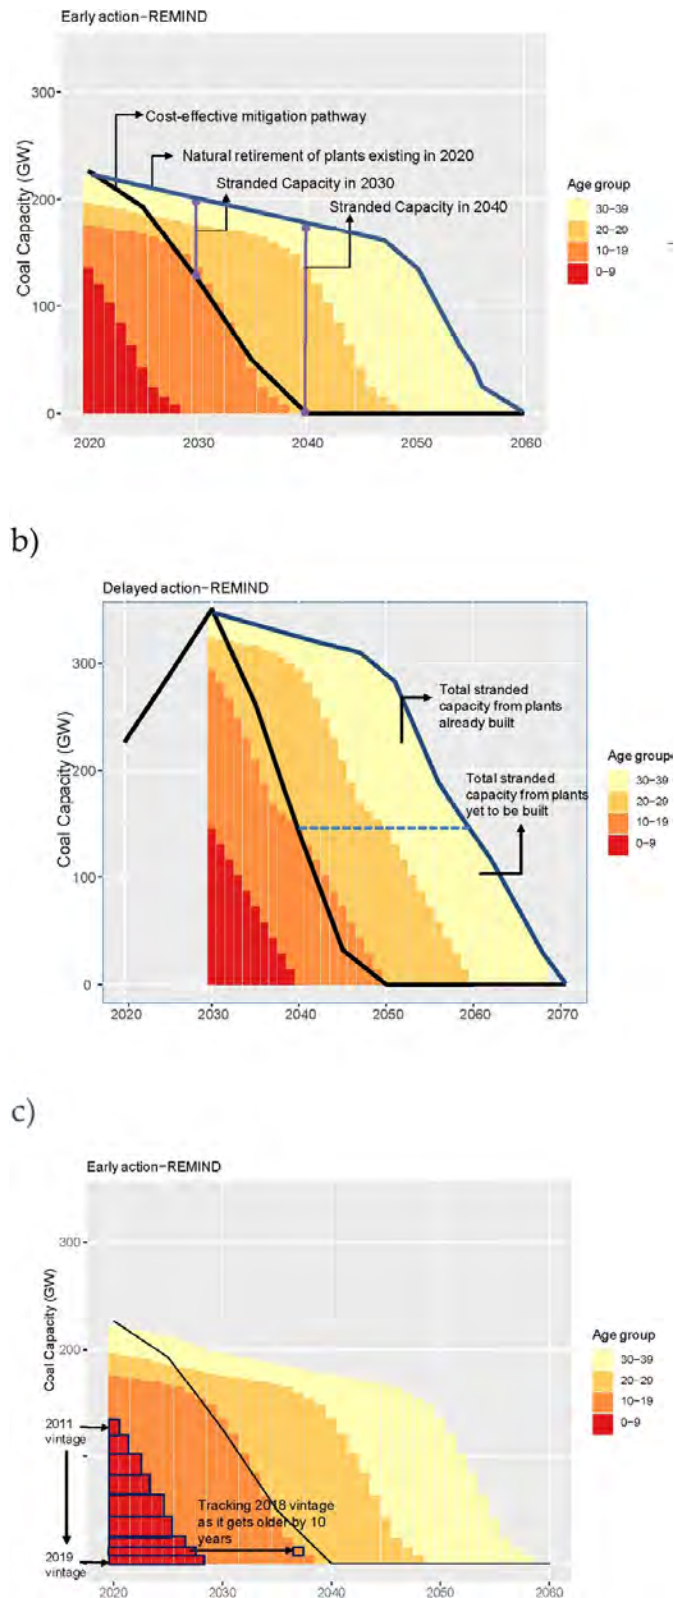 Early action-REMIND
300
Cost-effective mitigation pathway
Natural retirement of plants existing in 2020
200
Stranded Capacity in 2030
Stranded Capacity in 2040
Coal Capacity (GW)
100
0
2020 2030 2040 2050 2060
Age group
30-39
20-29
10-19
0-9
b)
Delayed action-REMIND
300
Total stranded
capacity from plants
already built
200
Total stranded
capacity from plants
yet to be built
Coal Capacity (GW)
100
0
2020 2030 2040 2050 2060 2070
Age group
30-39
20-29
10-19
0-9
c)
Early action-REMIND
300
Coal Capacity (GW)
200
2011
vintage
Tracking 2018 vintage
as it gets older by 10
years
2019
vintage
2020 2030 2040 2050 2060
Age group
30-39
20-29
10-19
0-9